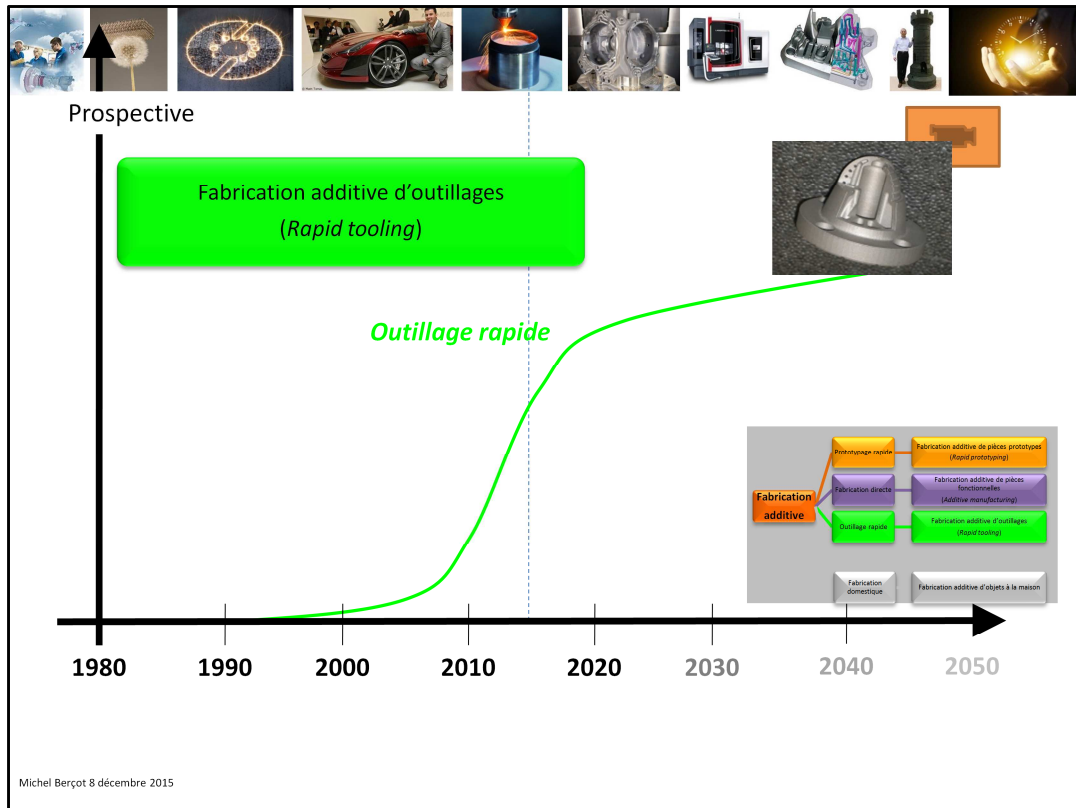 Prospective
Fabrication additive d'outillages
(Rapid tooling)
Outillage rapide
Fabrication
additive
Prototypage rapide
Fabrication additive de pièces prototypes
(Rapid prototyping)
Fabrication directe
Fabrication additive de pièces
fonctionnelles
(Additive manufacturing)
Outillage rapide
Fabrication additive d'outillages
(Rapid tooling)
Fabrication
domestique
Fabrication additive d'objets à la maison
1980
1990
2000
2010
2020
2030
2040
2050
Michel Berçot 8 décembre 2015